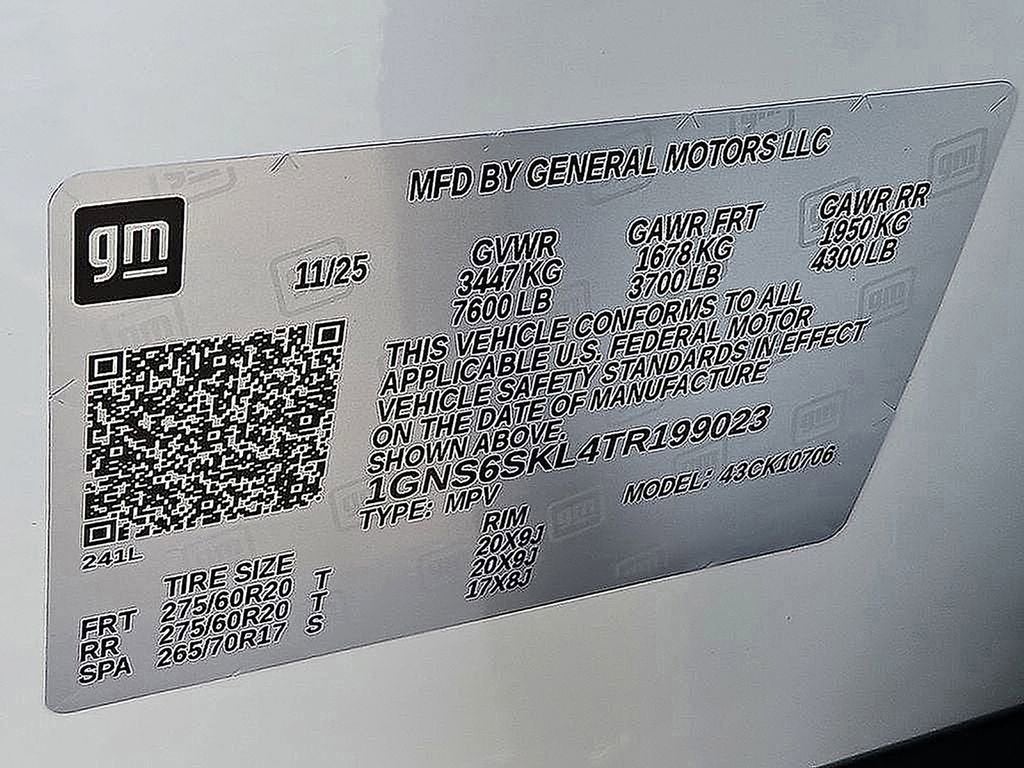 MFD BY GENERAL MOTORS LLC
gm
11/25
GVWR
3447 KG
7600 LB
GAWR FRT
1678 KG
3700 LB
GAWR RR
1950 KG
4300 LB
THIS VEHICLE CONFORMS TO ALL
APPLICABLE U.S. FEDERAL MOTOR
VEHICLE SAFETY STANDARDS IN EFFECT
ON THE DATE OF MANUFACTURE
SHOWN ABOVE.
1GNS6SKL4TR199023
TYPE: MPV
MODEL: 43CK10706
241L
TIRE SIZE
RIM
FRT 275/60R20 T 20X9J
RR 275/60R20 T 20X9J
SPA 265/70R17 S 17X8J